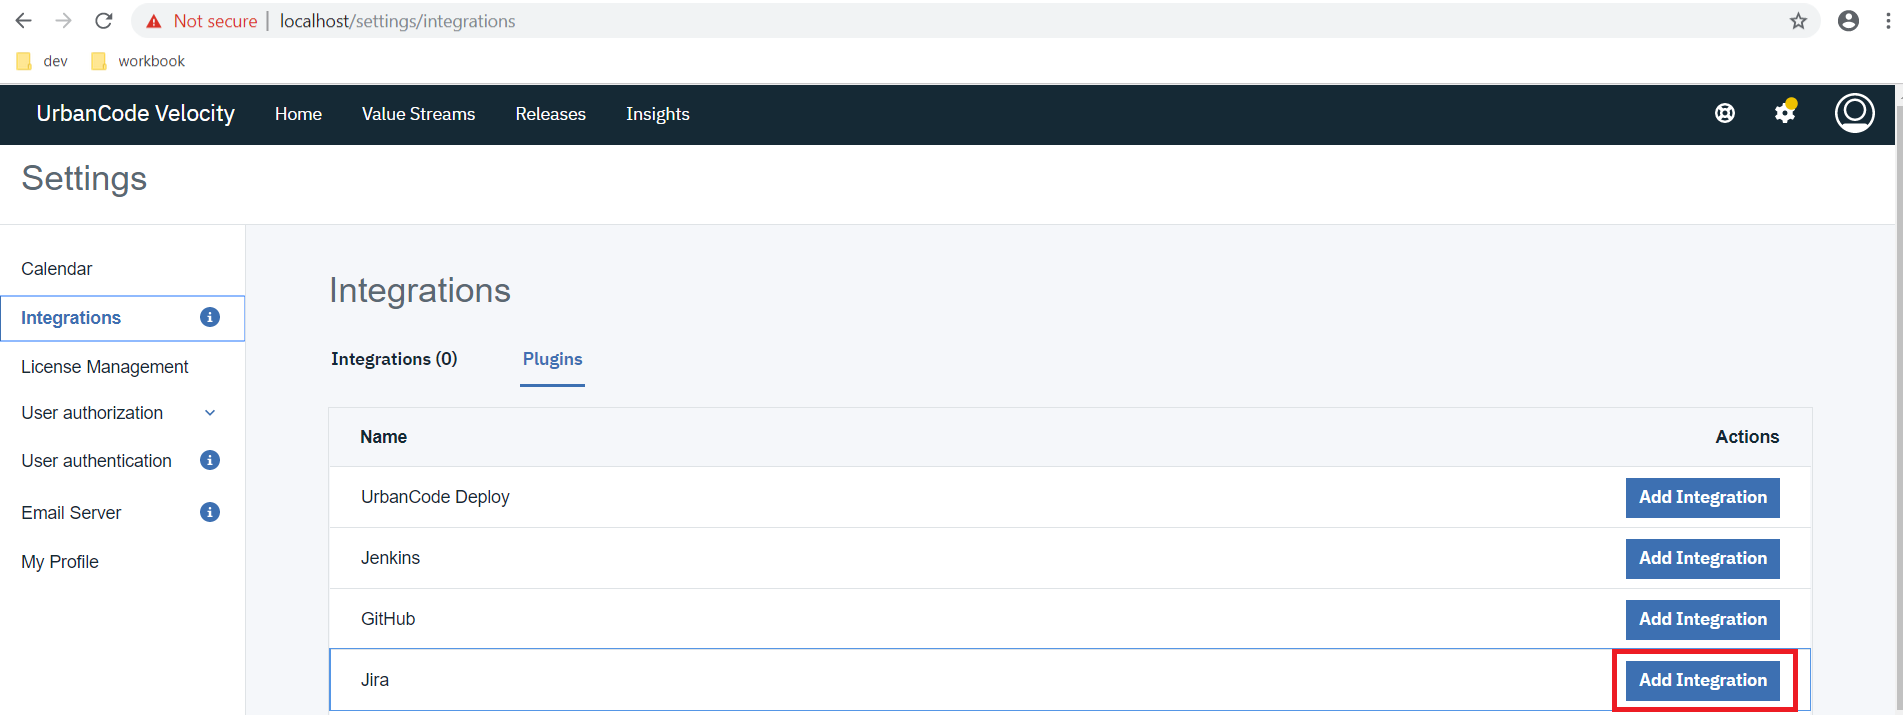 Not secure | localhost/settings/integrations
dev workbook
UrbanCode Velocity Home Value Streams Releases Insights
Settings
Calendar
Integrations
License Management
User authorization
User authentication
Email Server
My Profile
Integrations
Integrations (0) Plugins
Name Actions
UrbanCode Deploy Add Integration
Jenkins Add Integration
GitHub Add Integration
Jira Add Integration